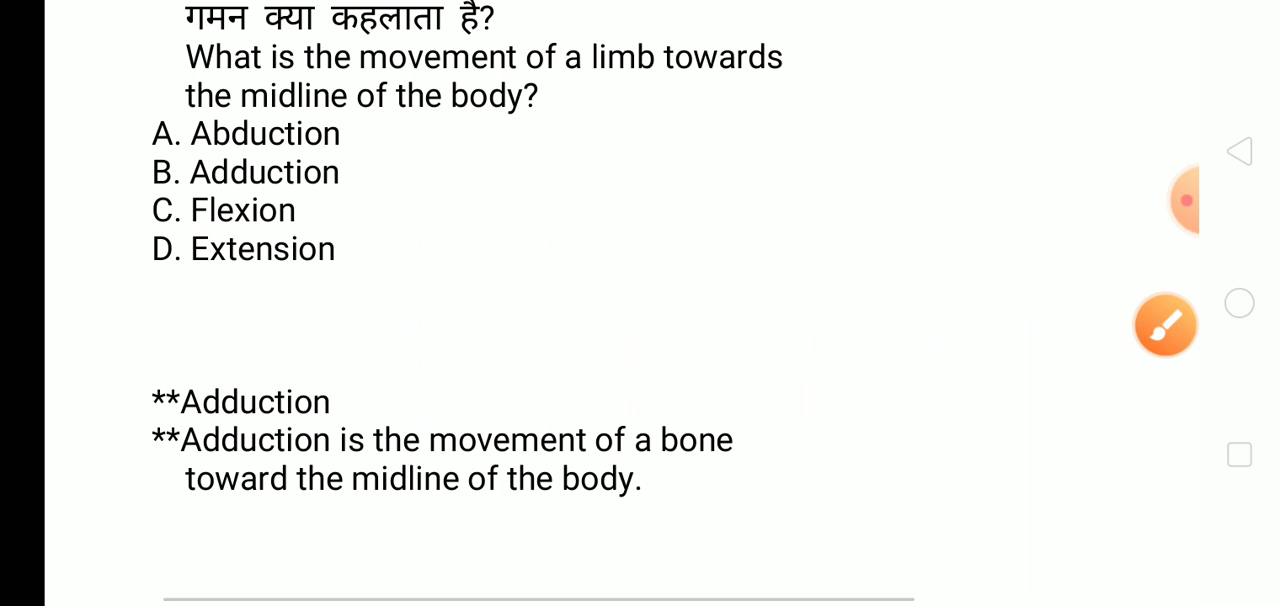 गमन क्या कहलाता है?
What is the movement of a limb towards
the midline of the body?
A. Abduction
B. Adduction
C. Flexion
D. Extension
**Adduction
**Adduction is the movement of a bone
toward the midline of the body.